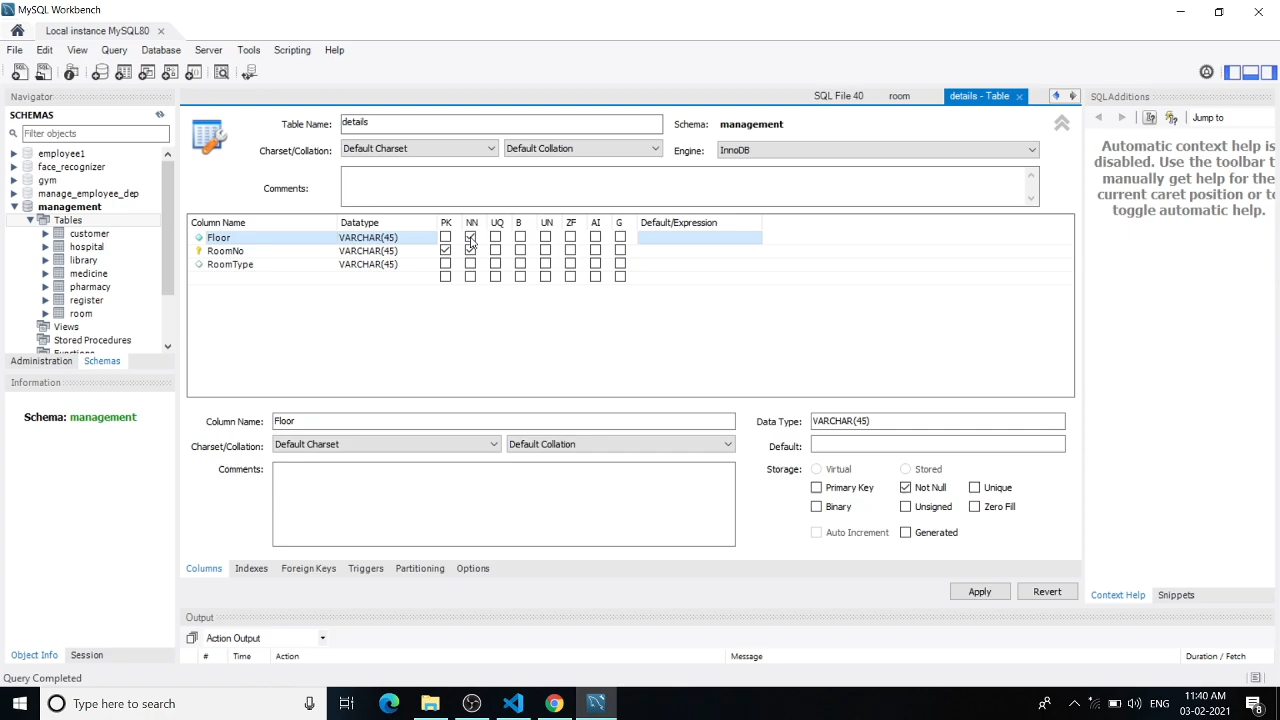 MySQL Workbench
Local instance MySQL80
File Edit View Query Database Server Tools Scripting Help
Navigator
SCHEMAS
Filter objects
employee1
face_recognizer
gym
manage_employee_dep
management
Tables
customer
hospital
library
medicine
pharmacy
register
room
Views
Stored Procedures
Functions
Administration Schemas
Information
Schema: management
Object Info Session
Query Completed
SQL File 40 room details - Table
Table Name: details Schema: management
Charset/Collation: Default Charset Default Collation Engine: InnoDB
Comments:
Column Name Datatype PK NN UQ B UN ZF AI G Default/Expression
Floor VARCHAR(45)
RoomNo VARCHAR(45)
RoomType VARCHAR(45)
Column Name: Floor Data Type: VARCHAR(45)
Charset/Collation: Default Charset Default Collation Default:
Comments: Storage: Virtual Stored
Primary Key Not Null Unique
Binary Unsigned Zero Fill
Auto Increment Generated
Columns Indexes Foreign Keys Triggers Partitioning Options
Apply Revert
Output
Action Output
# Time Action Message Duration / Fetch
SQLAdditions
Jump to
Automatic context help is
disabled. Use the toolbar t
manually get help for the
current caret position or to
toggle automatic help.
Context Help Snippets
Type here to search
ENG
11:40 AM
03-02-2021
8